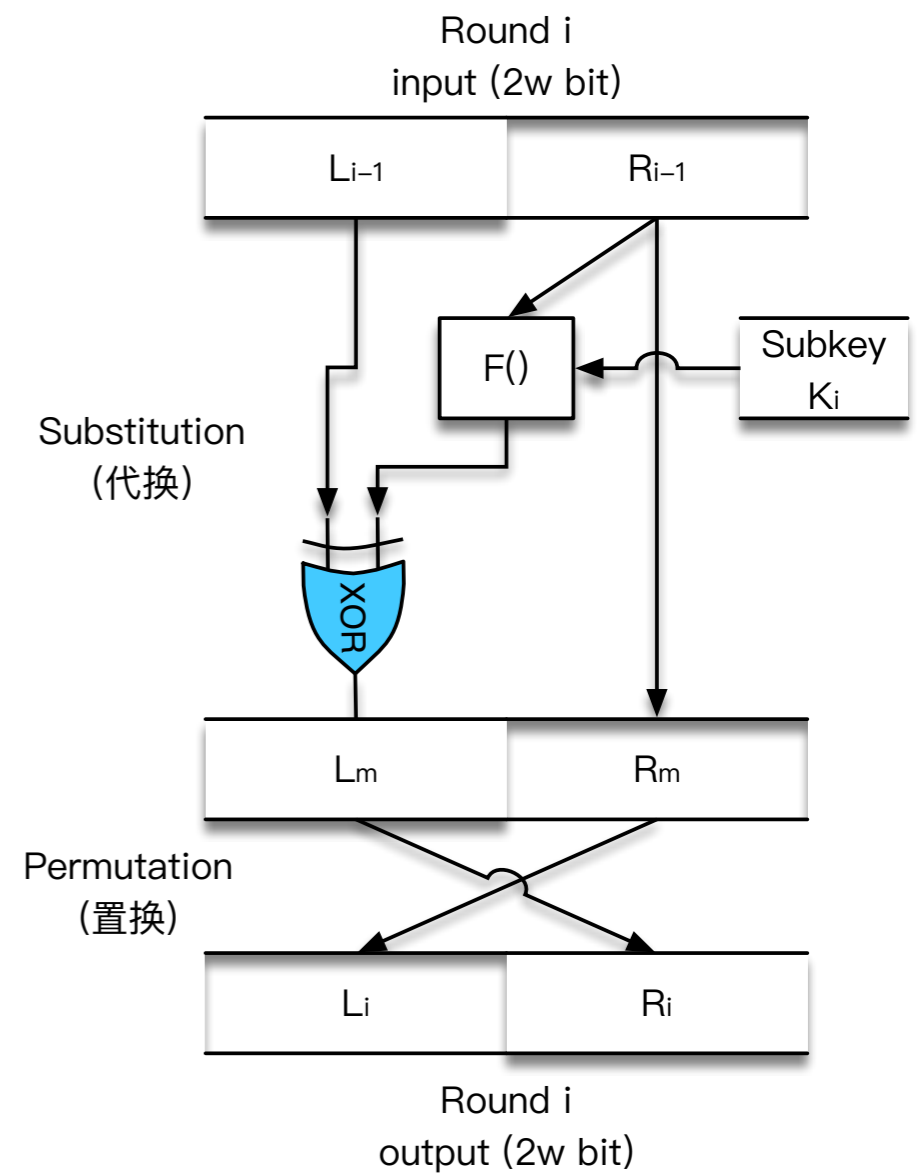 Round i
input (2w bit)
Li−1
Ri−1
F()
Subkey
Ki
Substitution
(代换)
XOR
Lm
Rm
Permutation
(置换)
Li
Ri
Round i
output (2w bit)